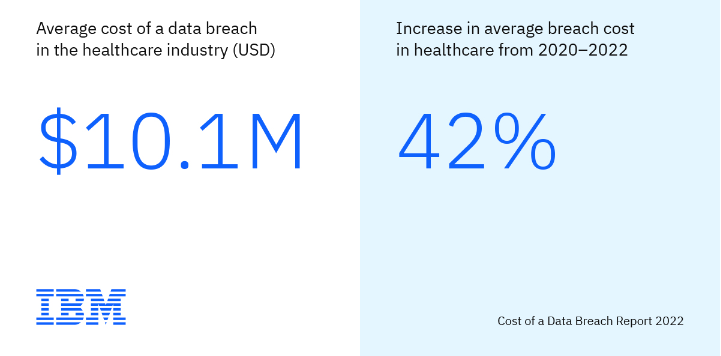 Average cost of a data breach
in the healthcare industry (USD)
$10.1M
IBM
Increase in average breach cost
in healthcare from 2020–2022
42%
Cost of a Data Breach Report 2022